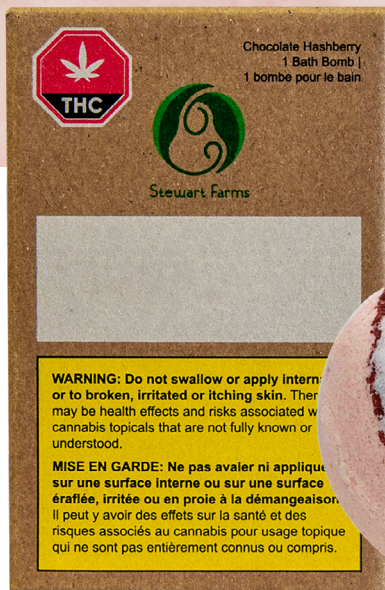 Chocolate Hashberry
1 Bath Bomb |
1 bombe pour le bain
THC
Stewart Farms
WARNING: Do not swallow or apply
or to broken, irritated or itching skin.
may be health effects and risks associated
cannabis topicals that are not fully known or
understood.
MISE EN GARDE: Ne pas avaler ni
sur une surface interne ou sur une surface
éraflée, irritée ou en proie à la démangeaison.
Il peut y avoir des effets sur la santé et des
risques associés au cannabis pour usage topique
qui ne sont pas entièrement connus ou compris.